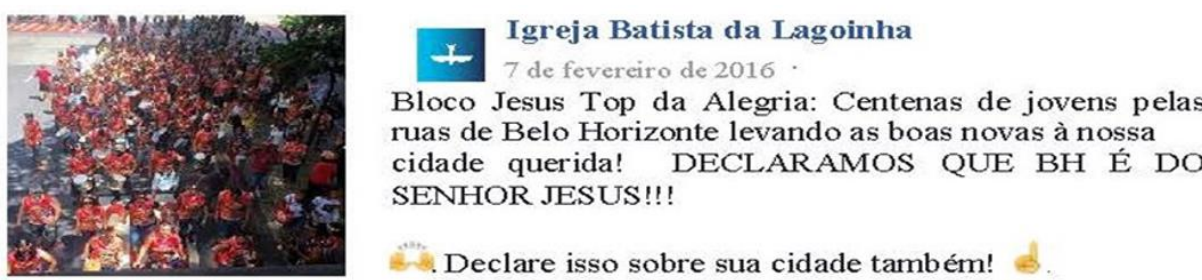 Igreja Batista da Lagoinha
7 de fevereiro de 2016 ·
Bloco Jesus Top da Alegria: Centenas de jovens pelas
ruas de Belo Horizonte levando as boas novas à nossa
cidade querida! DECLARAMOS QUE BH É DO
SENHOR JESUS!!!
🙌. Declare isso sobre sua cidade também! ☝.